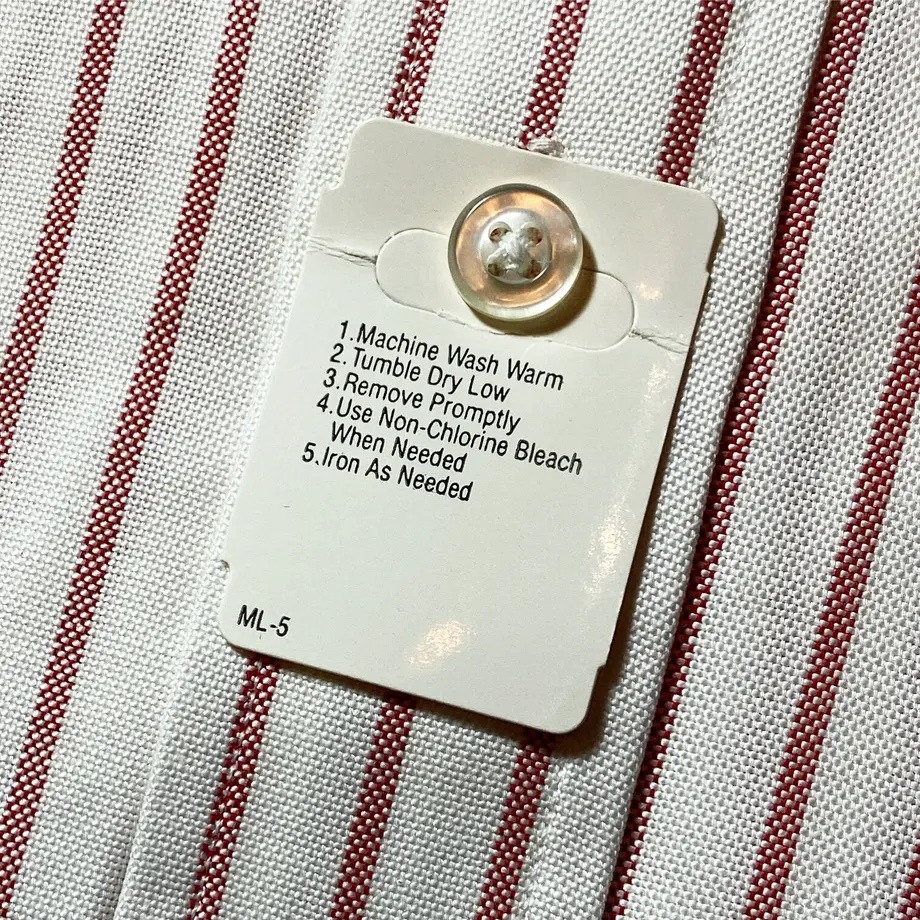 1.Machine Wash Warm
2.Tumble Dry Low
3.Remove Promptly
4.Use Non-Chlorine Bleach
When Needed
5.Iron As Needed
ML-5